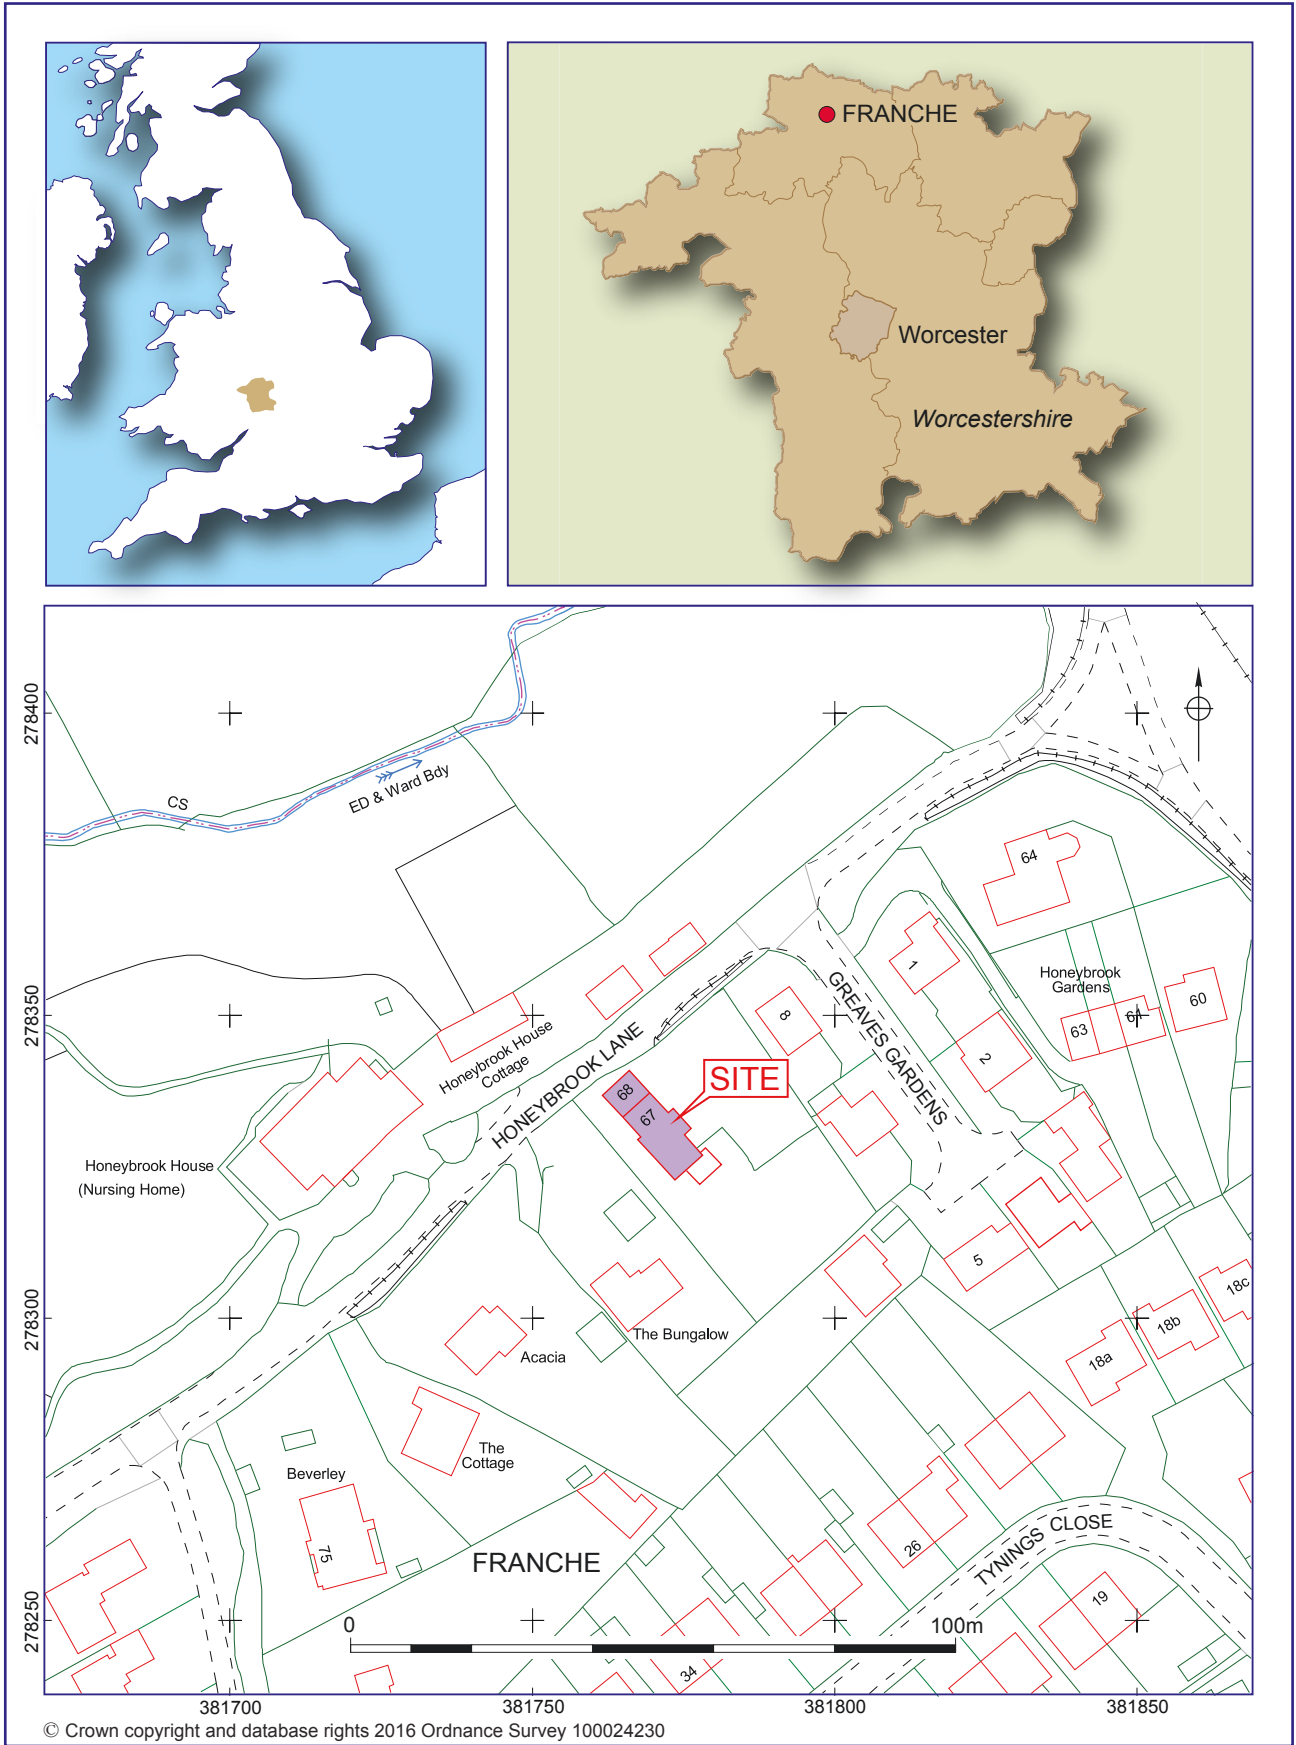 FRANCHE
Worcester
Worcestershire
278400
278350
278300
278250
CS
ED & Ward Bdy
64
1
Honeybrook
Gardens
60
61
63
8
GREAVES GARDENS
2
HONEYBROOK LANE
Honeybrook House
Cottage
SITE
68
67
Honeybrook House
(Nursing Home)
5
18c
18b
18a
The Bungalow
Acacia
The
Cottage
Beverley
75
FRANCHE
26
TYNINGS CLOSE
19
34
0
100m
381700
381750
381800
381850
© Crown copyright and database rights 2016 Ordnance Survey 100024230